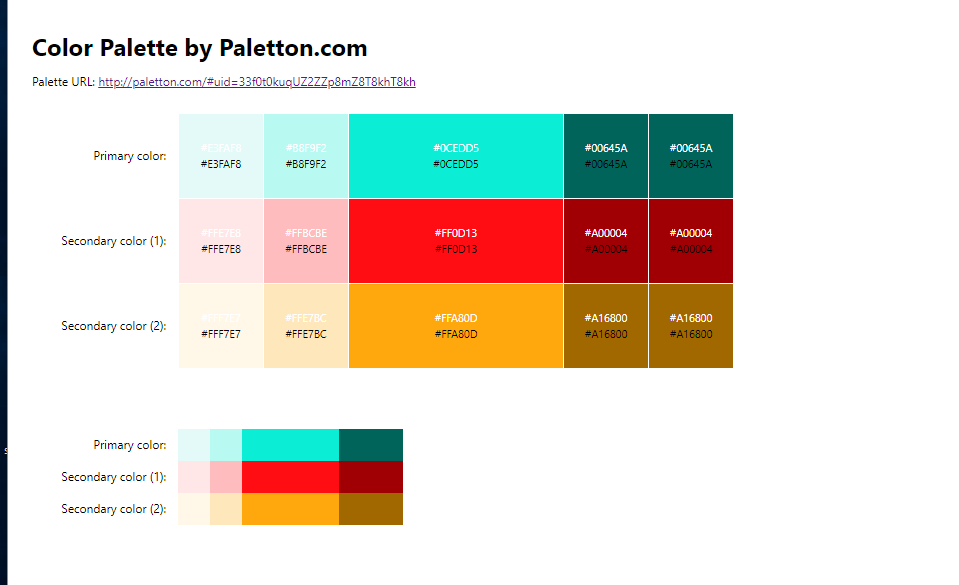 Color Palette by Paletton.com
Palette URL: http://paletton.com/#uid=33f0t0kuqUZ2ZZp8mZ8T8khT8kh
Primary color:
#E3FAF8 #B8F9F2 #0CEDD5 #00645A #00645A
#E3FAF8 #B8F9F2 #0CEDD5 #00645A #00645A
Secondary color (1):
#FFE7E8 #FFBCBE #FF0D13 #A00004 #A00004
#FFE7E8 #FFBCBE #FF0D13 #A00004 #A00004
Secondary color (2):
#FFF7E7 #FFE7BC #FFA80D #A16800 #A16800
#FFF7E7 #FFE7BC #FFA80D #A16800 #A16800
Primary color:
Secondary color (1):
Secondary color (2):